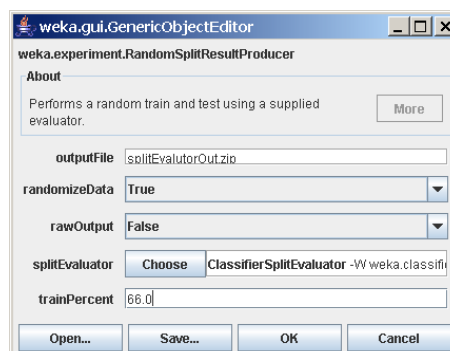 weka.gui.GenericObjectEditor
weka.experiment.RandomSplitResultProducer
About
Performs a random train and test using a supplied
evaluator.
More
outputFile splitEvalutorOut.zip
randomizeData True
rawOutput False
splitEvaluator Choose ClassifierSplitEvaluator -W weka.classifi
trainPercent 66.0
Open... Save... OK Cancel